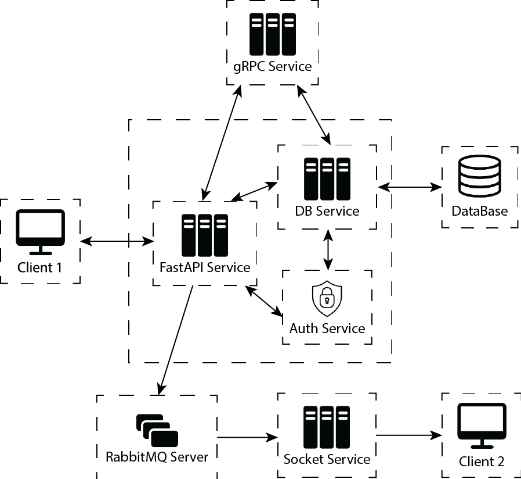 gRPC Service
DB Service
DataBase
Client 1
FastAPI Service
Auth Service
RabbitMQ Server
Socket Service
Client 2